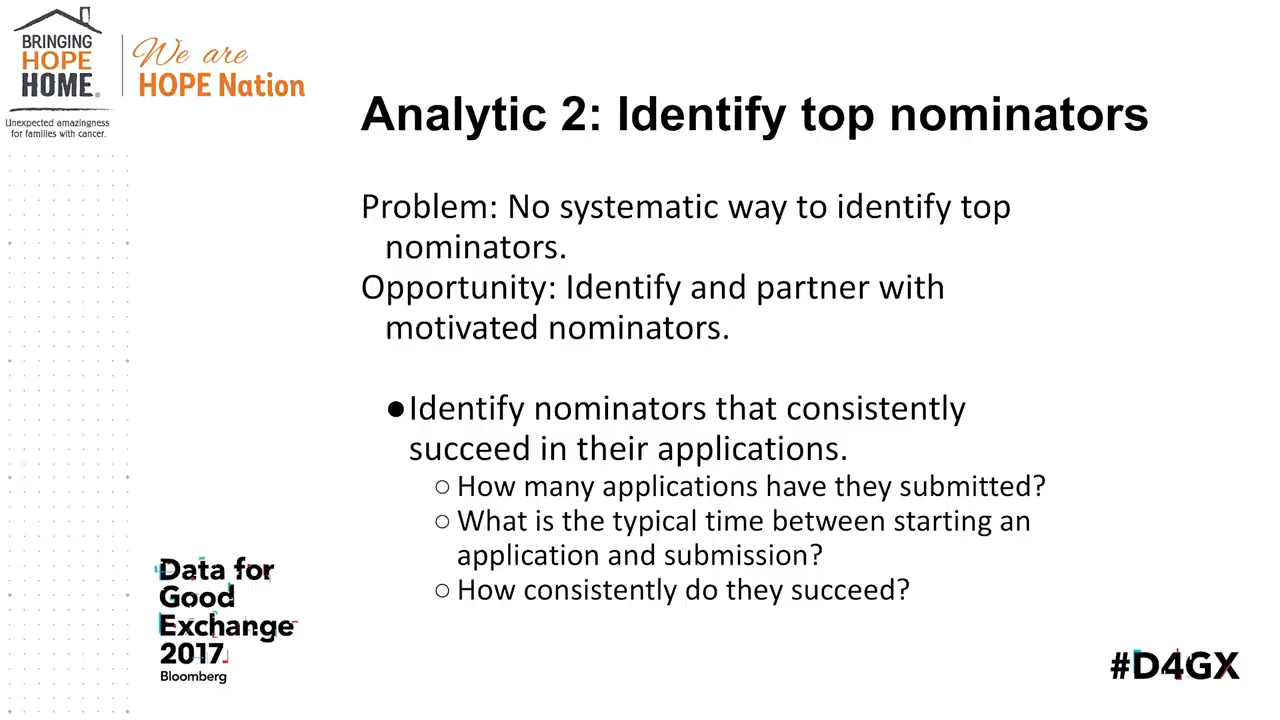 BRINGING
HOPE
HOME®
Unexpected amazingness
for families with cancer.
We are
HOPE Nation
Analytic 2: Identify top nominators
Problem: No systematic way to identify top
nominators.
Opportunity: Identify and partner with
motivated nominators.
●Identify nominators that consistently
succeed in their applications.
○ How many applications have they submitted?
○ What is the typical time between starting an
application and submission?
○ How consistently do they succeed?
Data for
Good
Exchange
2017
Bloomberg
#D4GX